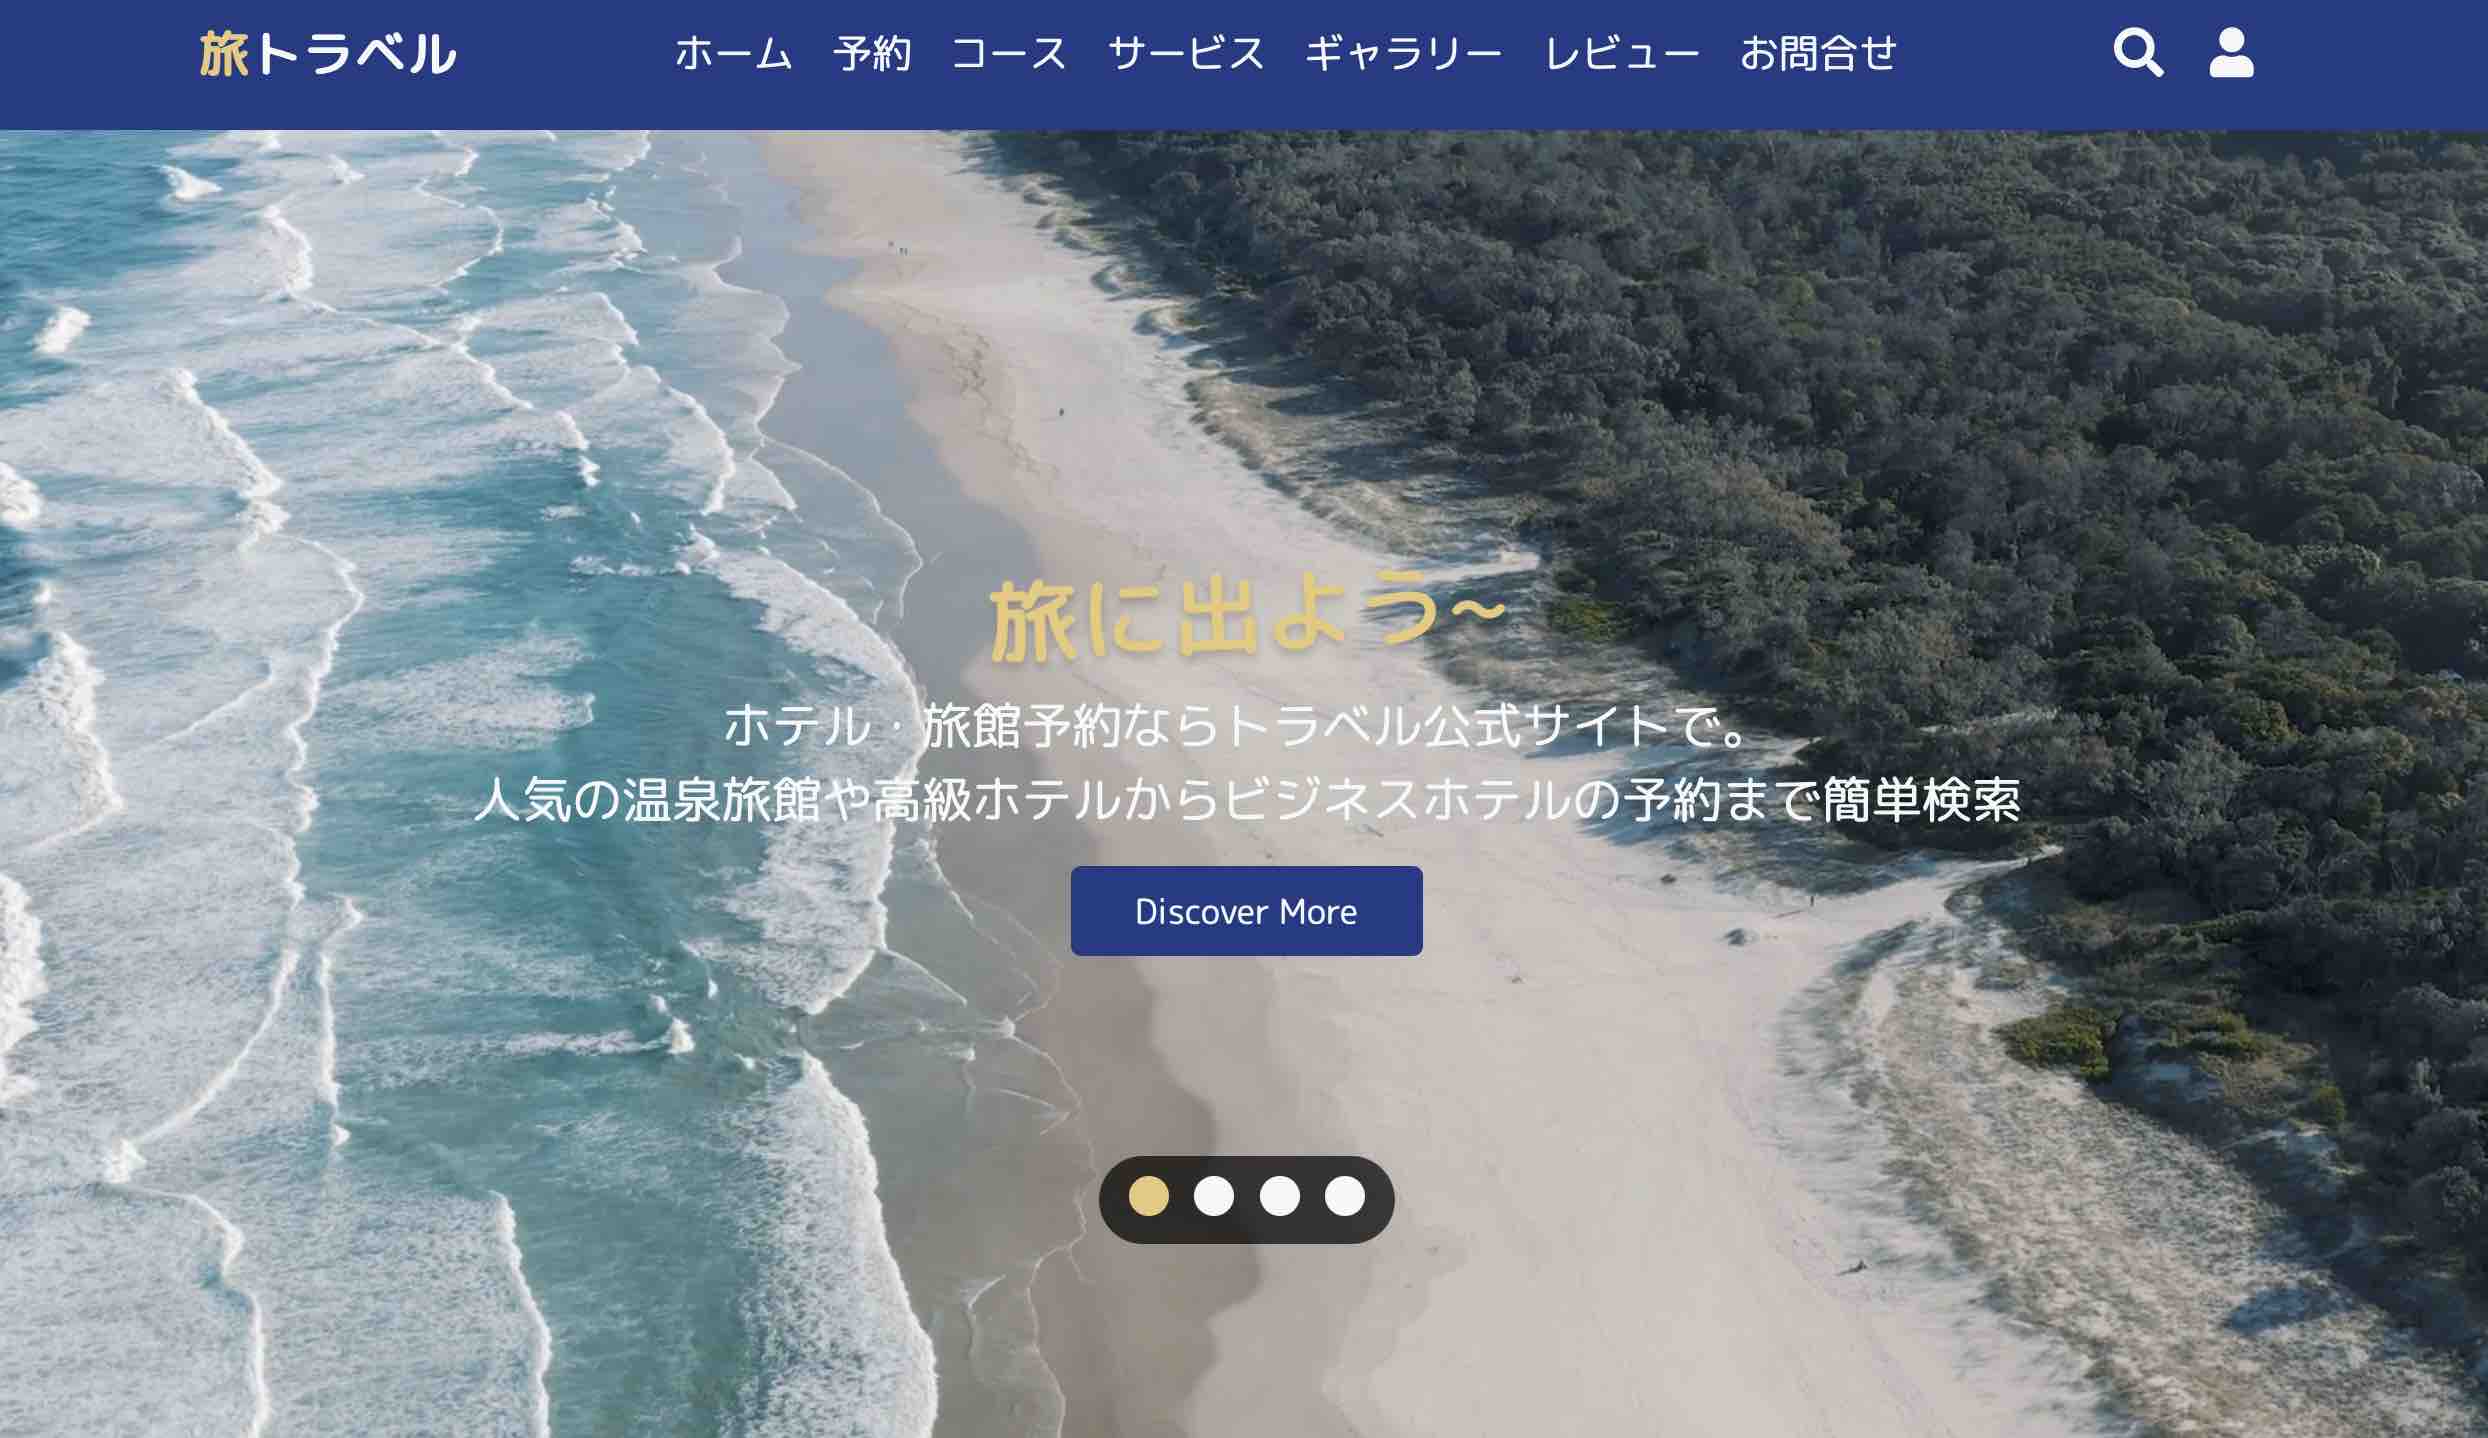 旅トラベル
ホーム 予約 コース サービス ギャラリー レビュー お問合せ
旅に出よう~
ホテル・旅館予約ならトラベル公式サイトで。
人気の温泉旅館や高級ホテルからビジネスホテルの予約まで簡単検索
Discover More